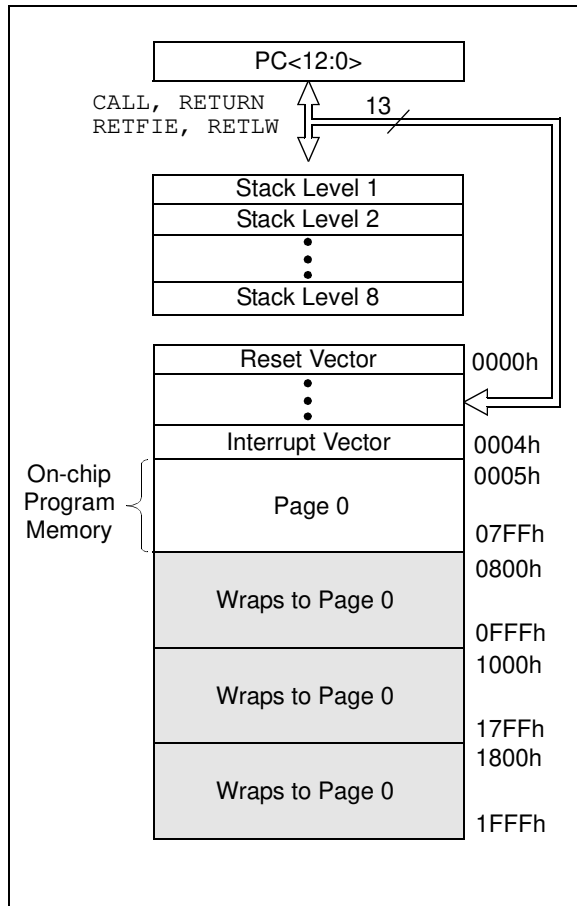 PC<12:0>
CALL, RETURN
RETFIE, RETLW
13
Stack Level 1
Stack Level 2
Stack Level 8
Reset Vector
0000h
Interrupt Vector
0004h
On-chip
Program
Memory
0005h
Page 0
07FFh
0800h
Wraps to Page 0
0FFFh
1000h
Wraps to Page 0
17FFh
1800h
Wraps to Page 0
1FFFh